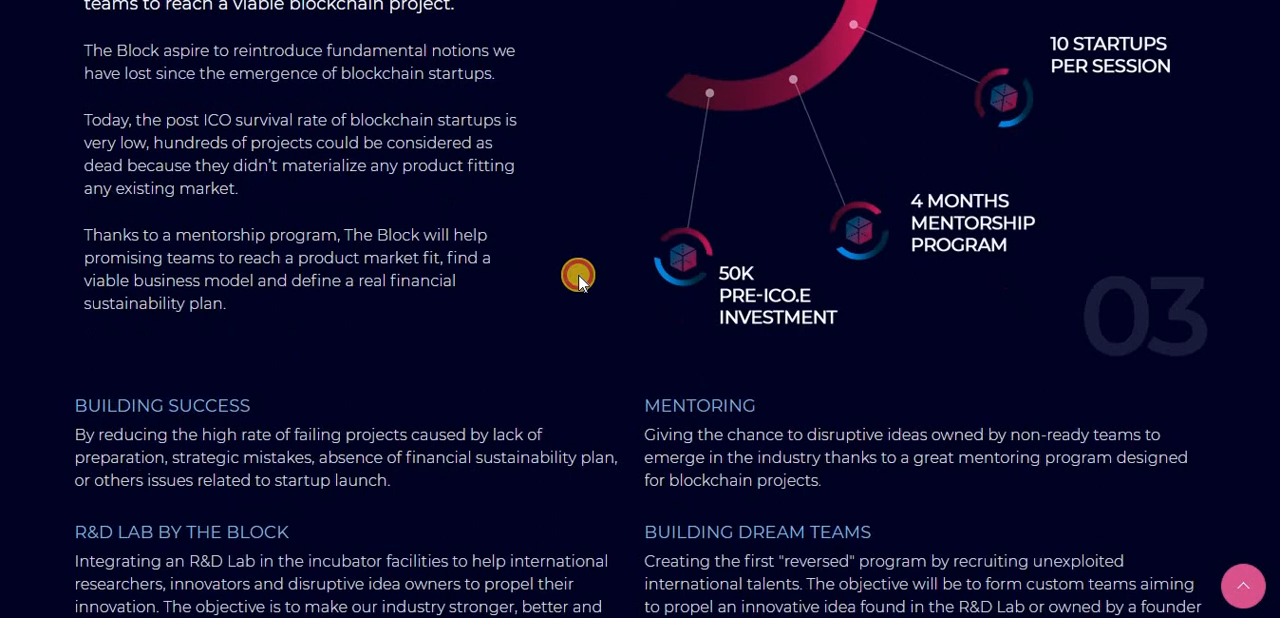 teams to reach a viable blockchain project.
The Block aspire to reintroduce fundamental notions we
have lost since the emergence of blockchain startups.
Today, the post ICO survival rate of blockchain startups is
very low, hundreds of projects could be considered as
dead because they didn’t materialize any product fitting
any existing market.
Thanks to a mentorship program, The Block will help
promising teams to reach a product market fit, find a
viable business model and define a real financial
sustainability plan.
10 STARTUPS
PER SESSION
4 MONTHS
MENTORSHIP
PROGRAM
50K
PRE-ICO.E
INVESTMENT
03
BUILDING SUCCESS
By reducing the high rate of failing projects caused by lack of
preparation, strategic mistakes, absence of financial sustainability plan,
or others issues related to startup launch.
MENTORING
Giving the chance to disruptive ideas owned by non-ready teams to
emerge in the industry thanks to a great mentoring program designed
for blockchain projects.
R&D LAB BY THE BLOCK
Integrating an R&D Lab in the incubator facilities to help international
researchers, innovators and disruptive idea owners to propel their
innovation. The objective is to make our industry stronger, better and
BUILDING DREAM TEAMS
Creating the first "reversed" program by recruiting unexploited
international talents. The objective will be to form custom teams aiming
to propel an innovative idea found in the R&D Lab or owned by a founder